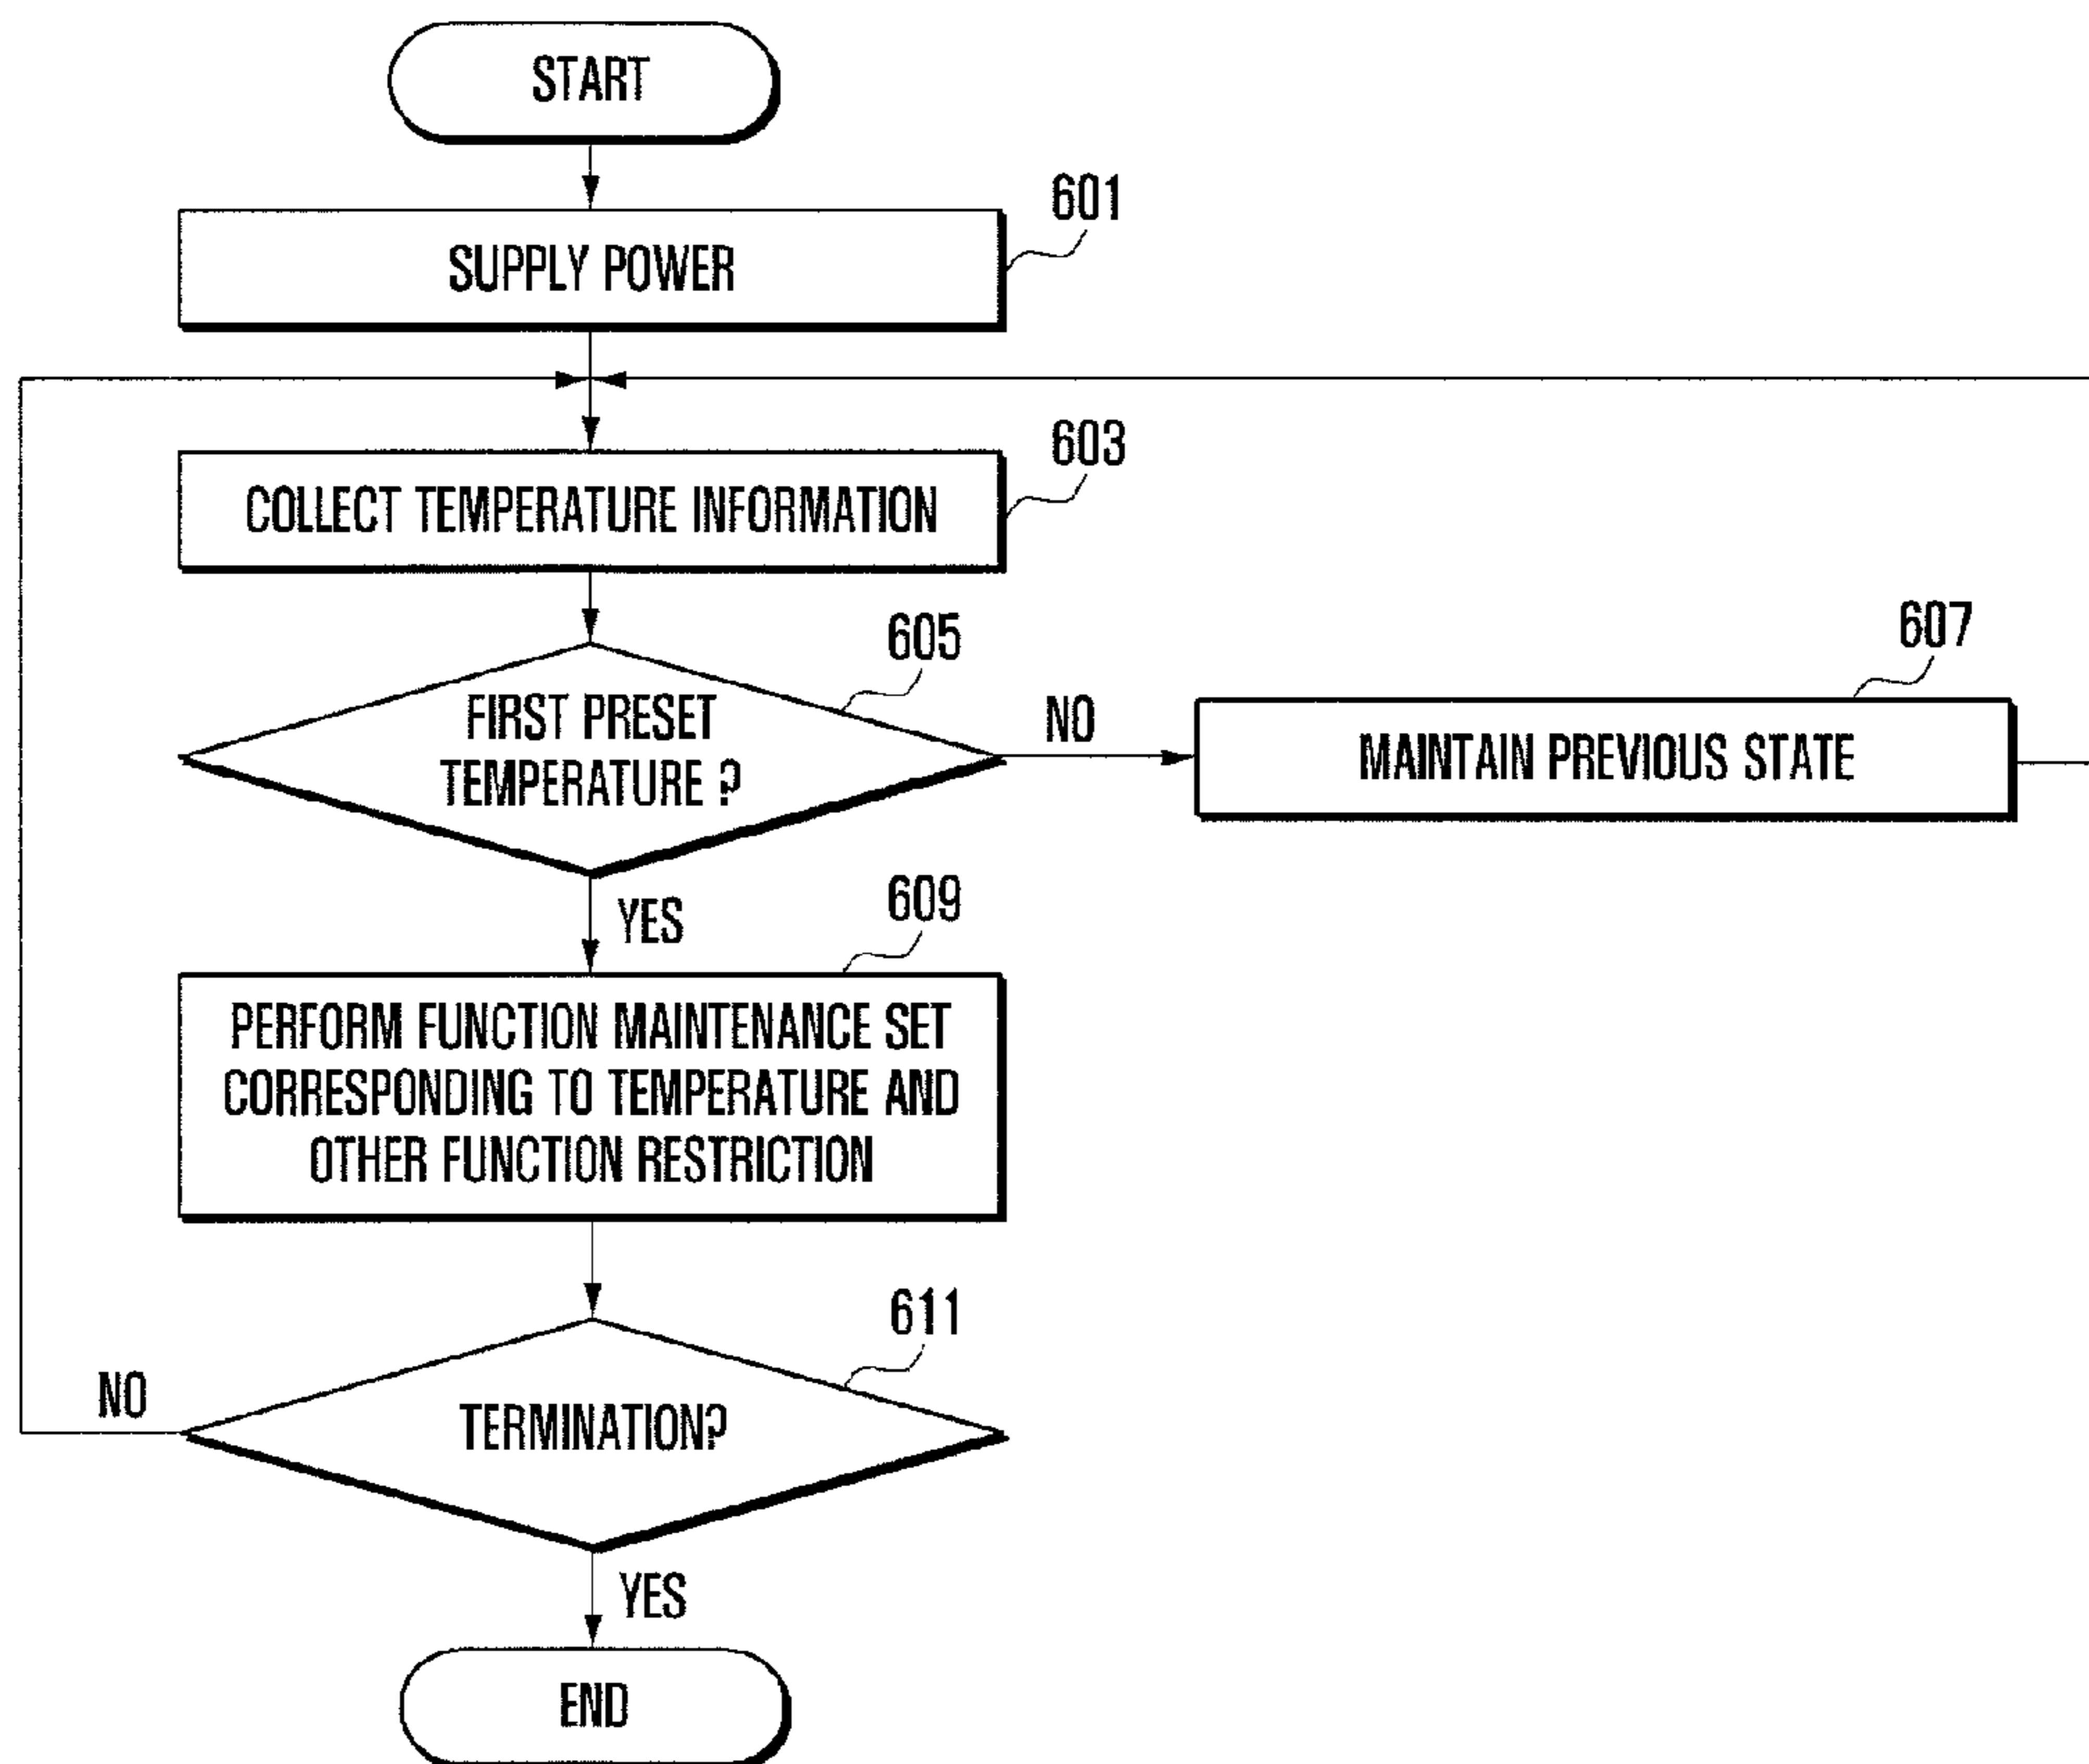 START
601
SUPPLY POWER
603
COLLECT TEMPERATURE INFORMATION
605
FIRST PRESET
TEMPERATURE ?
NO
607
MAINTAIN PREVIOUS STATE
YES
609
PERFORM FUNCTION MAINTENANCE SET
CORRESPONDING TO TEMPERATURE AND
OTHER FUNCTION RESTRICTION
611
NO
TERMINATION?
YES
END